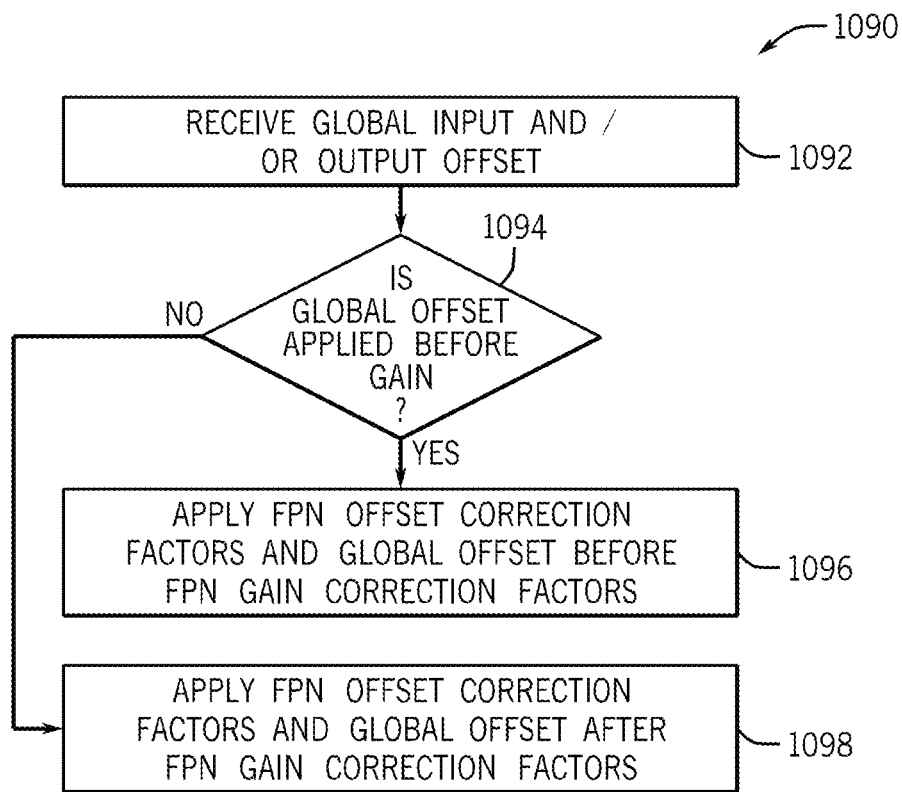 1090
RECEIVE GLOBAL INPUT AND /
OR OUTPUT OFFSET
1092
1094
IS
GLOBAL OFFSET
APPLIED BEFORE
GAIN
?
NO
YES
APPLY FPN OFFSET CORRECTION
FACTORS AND GLOBAL OFFSET BEFORE
FPN GAIN CORRECTION FACTORS
1096
APPLY FPN OFFSET CORRECTION
FACTORS AND GLOBAL OFFSET AFTER
FPN GAIN CORRECTION FACTORS
1098